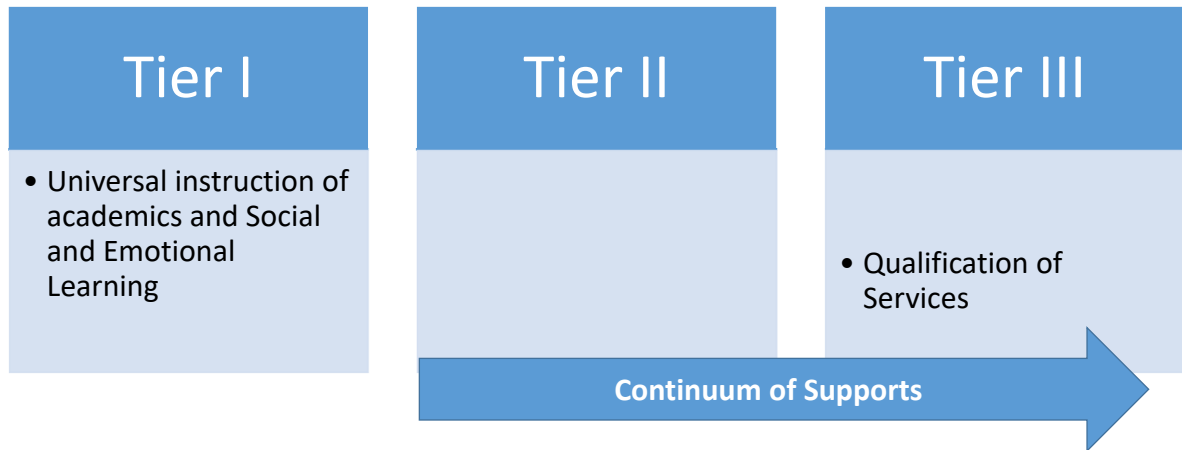 Tier I
Tier II
Tier III
• Universal instruction of
academics and Social
and Emotional
Learning
• Qualification of
Services
Continuum of Supports